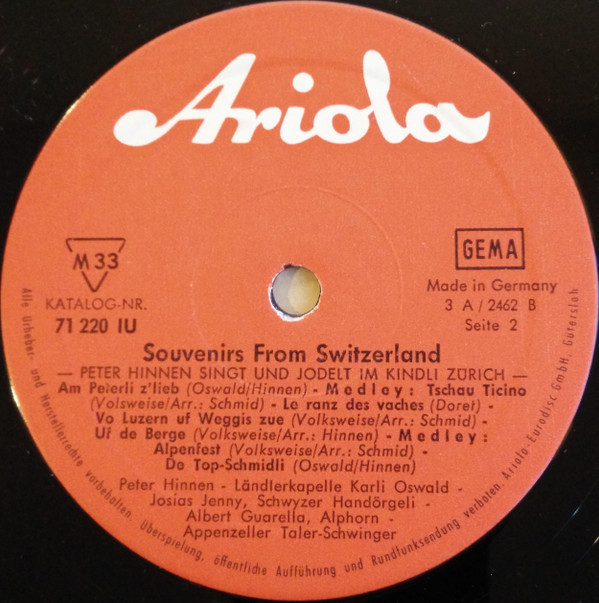 Ariola
M 33
KATALOG-NR.
71 220 IU
GEMA
Made in Germany
3 A / 2462 B
Seite 2
Souvenirs From Switzerland
— PETER HINNEN SINGT UND JODELT IM KINDLI ZÜRICH —
Am Peterli z'lieb (Oswald/Hinnen) - Medley: Tschau Ticino
(Volsweise/Arr.: Schmid) - Le ranz des vaches (Doret) -
Vo Luzern uf Weggis zue (Volksweise/Arr.: Schmid) -
Uf de Berge (Volksweise/Arr.: Hinnen) - Medley:
Alpenfest (Volksweise/Arr.: Schmid) -
De Top-Schmidli (Oswald/Hinnen)
Peter Hinnen - Ländlerkapelle Karli Oswald -
Josias Jenny, Schwyzer Handörgeli -
Albert Guarella, Alphorn -
Appenzeller Taler-Schwinger
Alle Urheber- und Herstellerrechte vorbehalten. Überspielung, öffentliche Aufführung und Rundfunksendung verboten. Ariola-Eurodisc GmbH. Gütersloh